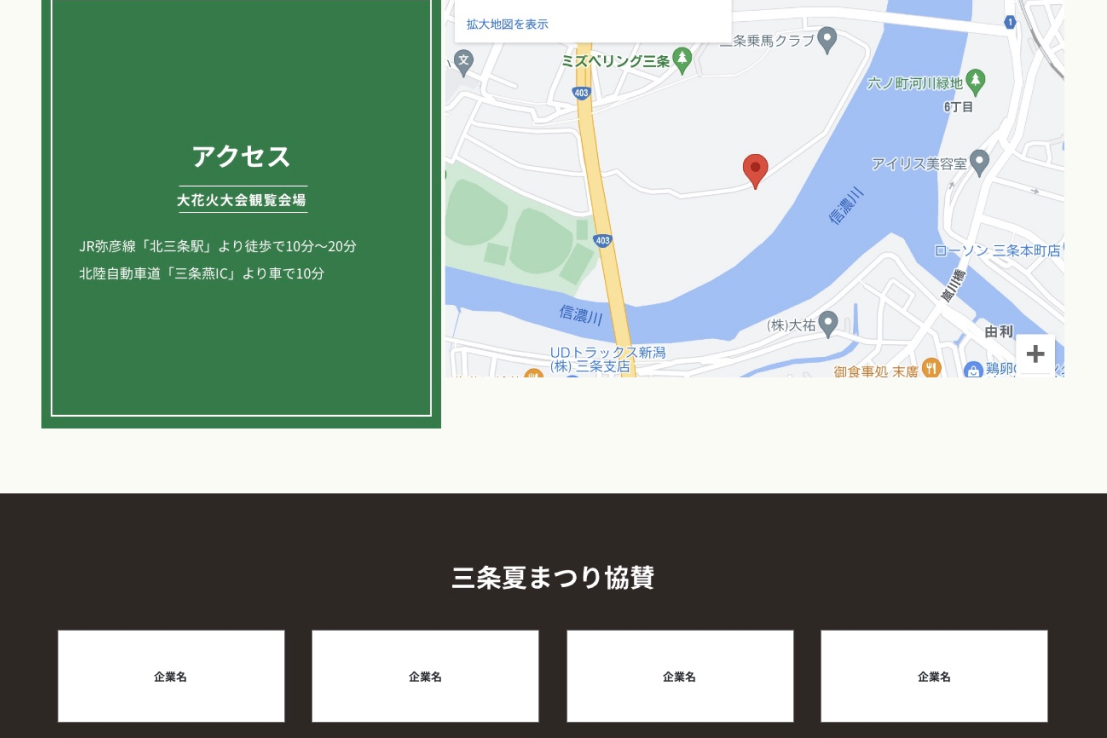 アクセス
大花火大会観覧会場
JR弥彦線「北三条駅」より徒歩で10分〜20分
北陸自動車道「三条燕IC」より車で10分
拡大地図を表示
三条乗馬クラブ
1
文
ミズベリング三条
403
六ノ町河川緑地
6丁目
アイリス美容室
信濃川
403
ローソン 三条本町店
嵐川橋
信濃川
(株)大祐
由利
UDトラックス新潟
(株) 三条支店
御食事処 末廣
鶏卵
+
三条夏まつり協賛
企業名
企業名
企業名
企業名